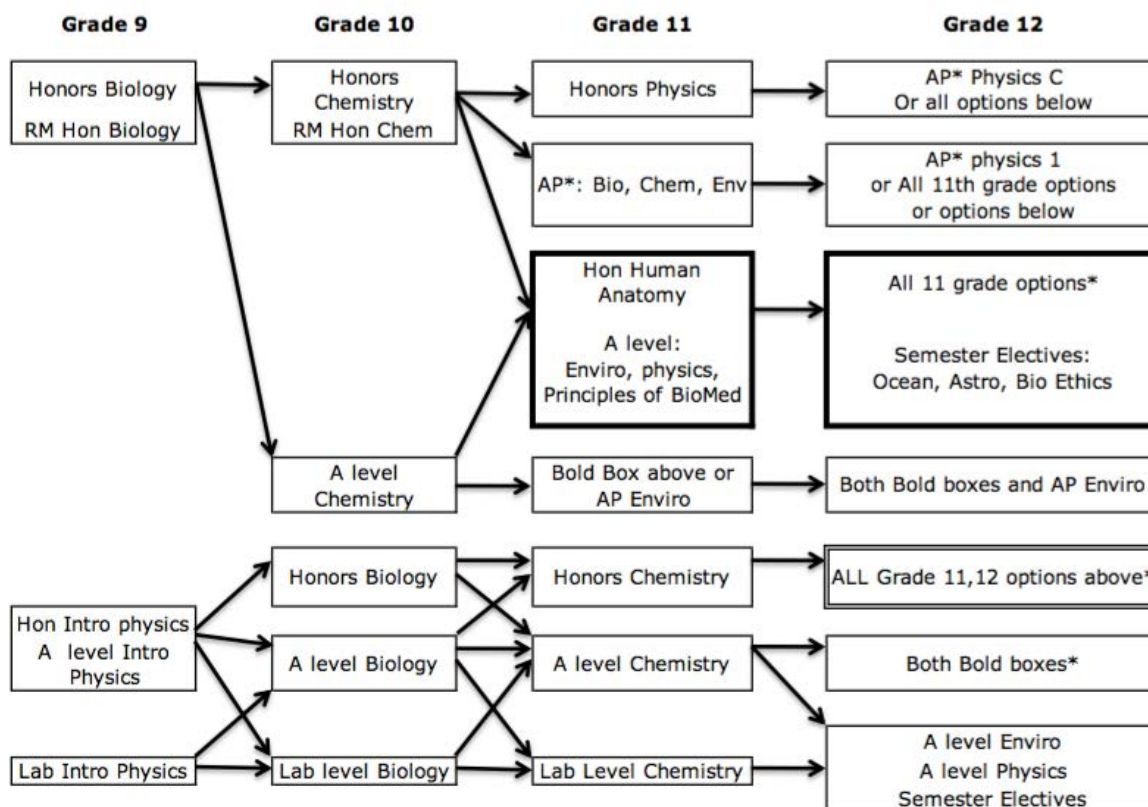 Grade 9
Grade 10
Grade 11
Grade 12
Honors Biology
RM Hon Biology
Honors
Chemistry
RM Hon Chem
Honors Physics
AP* Physics C
Or all options below
AP*: Bio, Chem, Env
AP* physics 1
or All 11th grade options
or options below
Hon Human
Anatomy
A level:
Enviro, physics,
Principles of BioMed
All 11 grade options*
Semester Electives:
Ocean, Astro, Bio Ethics
A level
Chemistry
Bold Box above or
AP Enviro
Both Bold boxes and AP Enviro
Hon Intro physics
A level Intro
Physics
Honors Biology
Honors Chemistry
ALL Grade 11,12 options above*
A level Biology
A level Chemistry
Both Bold boxes*
Lab Intro Physics
Lab level Biology
Lab Level Chemistry
A level Enviro
A level Physics
Semester Electives